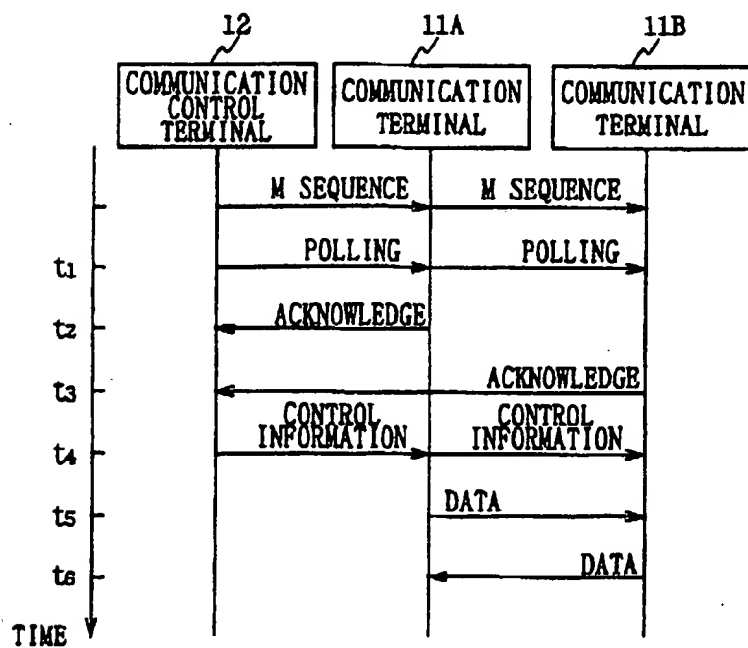 12
11A
11B
COMMUNICATION
CONTROL
TERMINAL
COMMUNICATION
TERMINAL
COMMUNICATION
TERMINAL
M SEQUENCE
M SEQUENCE
t1
POLLING
POLLING
t2
ACKNOWLEDGE
t3
ACKNOWLEDGE
CONTROL
INFORMATION
CONTROL
INFORMATION
t4
t5
DATA
t6
DATA
TIME